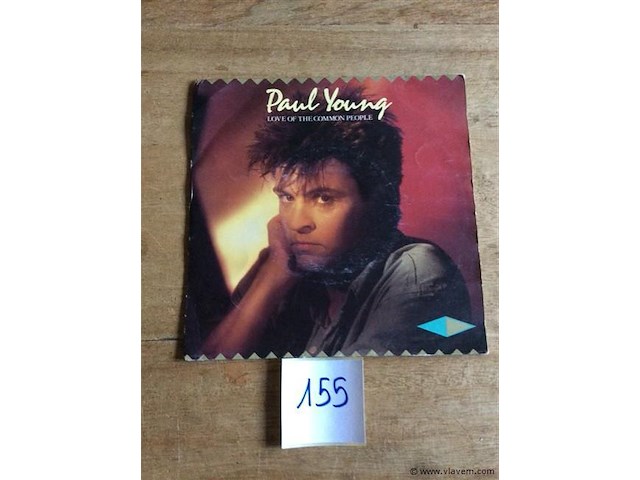 Paul Young
LOVE OF THE COMMON PEOPLE
155
© www.vlavem.com